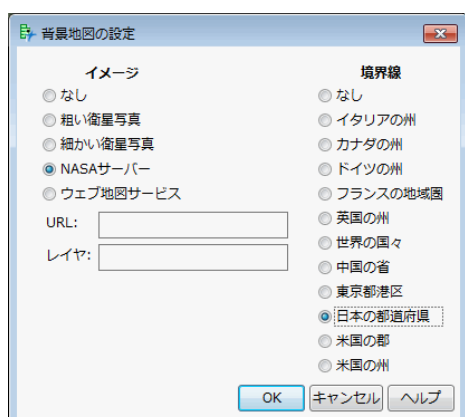 背景地図の設定
イメージ
なし
粗い衛星写真
細かい衛星写真
NASAサーバー
ウェブ地図サービス
URL:
レイヤ:
境界線
なし
イタリアの州
カナダの州
ドイツの州
フランスの地域圏
英国の州
世界の国々
中国の省
東京都港区
日本の都道府県
米国の郡
米国の州
OK
キャンセル
ヘルプ